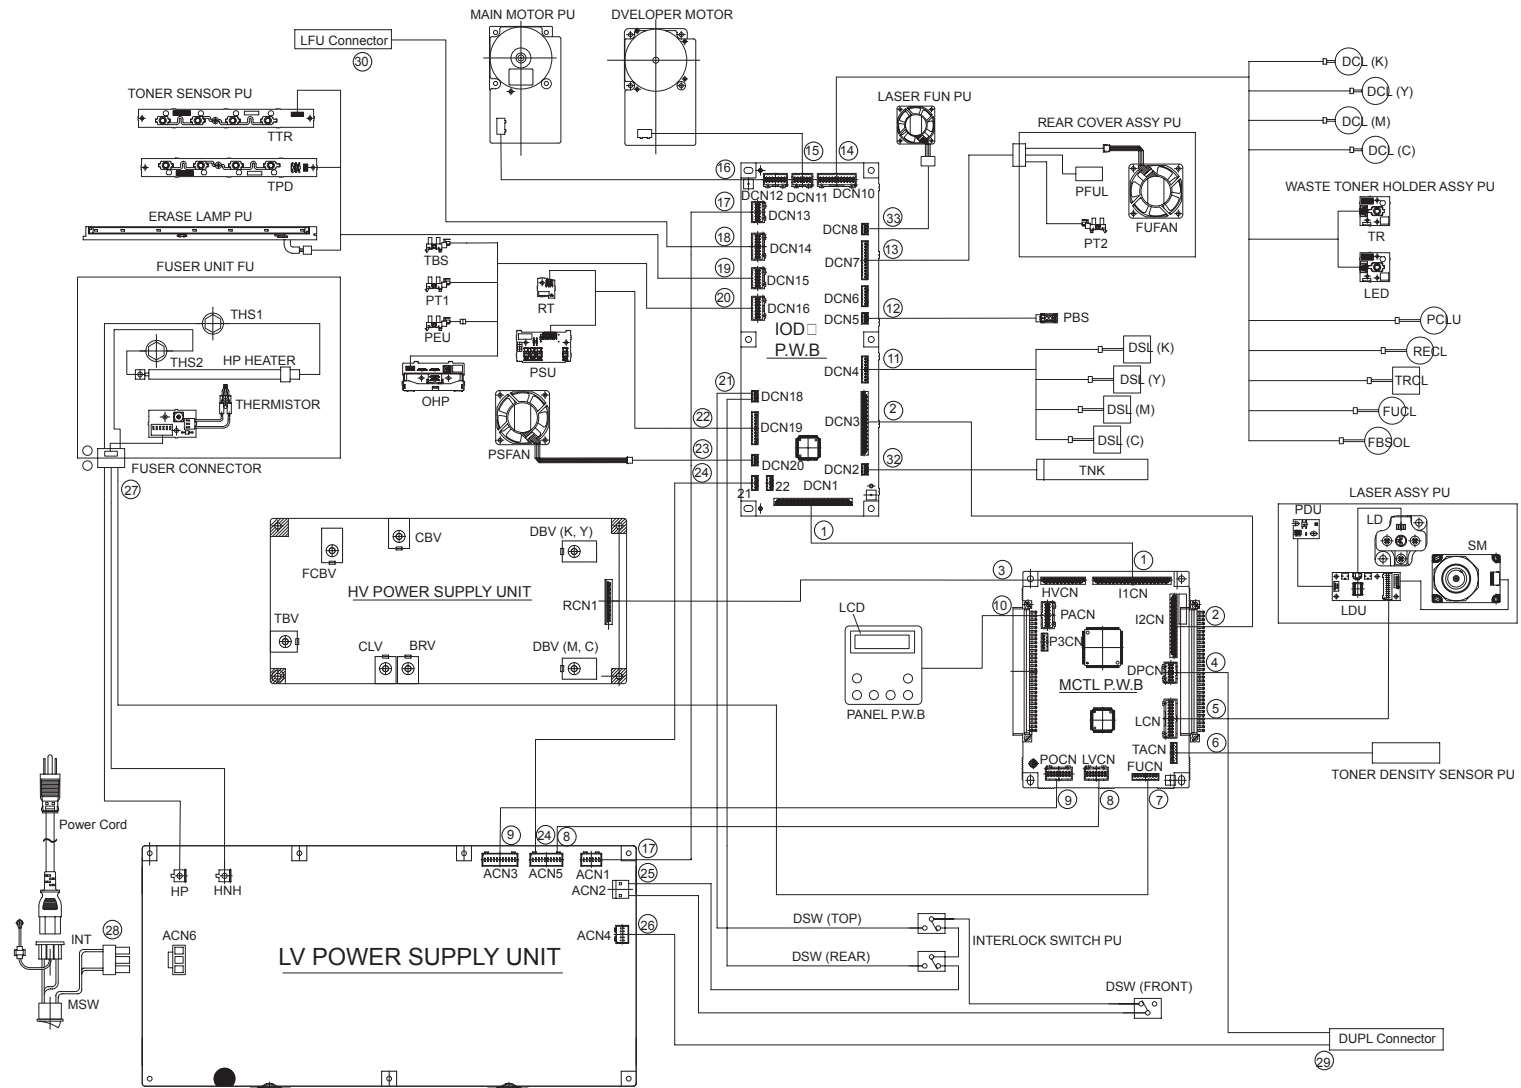 MAIN MOTOR PU
DVELOPER MOTOR
LFU Connector
30
TONER SENSOR PU
TTR
TPD
ERASE LAMP PU
FUSER UNIT FU
THS1
THS2
HP HEATER
THERMISTOR
FUSER CONNECTOR
27
TBS
PT1
PEU
OHP
RT
PSU
PSFAN
LASER FUN PU
REAR COVER ASSY PU
PFUL
PT2
FUFAN
DCL (K)
DCL (Y)
DCL (M)
DCL (C)
WASTE TONER HOLDER ASSY PU
TR
LED
PCLU
RECL
TRCL
FUCL
FBSOL
16
15
14
DCN12
DCN11
DCN10
17
DCN13
18
DCN14
19
DCN15
20
DCN16
33
DCN8
13
DCN7
DCN6
12
DCN5
PBS
IOD□
P.W.B
11
DCN4
DSL (K)
DSL (Y)
DSL (M)
DSL (C)
21
DCN18
2
DCN3
22
DCN19
23
DCN20
24
21
22
32
DCN2
TNK
DCN1
1
LASER ASSY PU
PDU
LD
SM
LDU
CBV
DBV (K, Y)
FCBV
HV POWER SUPPLY UNIT
RCN1
TBV
CLV
BRV
DBV (M, C)
LCD
PANEL P.W.B
3
HVCN
1
I1CN
10
PACN
P3CN
I2CN
2
DPCN
4
MCTL P.W.B
LCN
5
TACN
6
POCN
LVCN
FUCN
9
8
7
TONER DENSITY SENSOR PU
Power Cord
INT
28
MSW
HP
HNH
9
24
8
17
ACN3
ACN5
ACN1
ACN2
25
ACN4
26
ACN6
LV POWER SUPPLY UNIT
DSW (TOP)
INTERLOCK SWITCH PU
DSW (REAR)
DSW (FRONT)
DUPL Connector
29